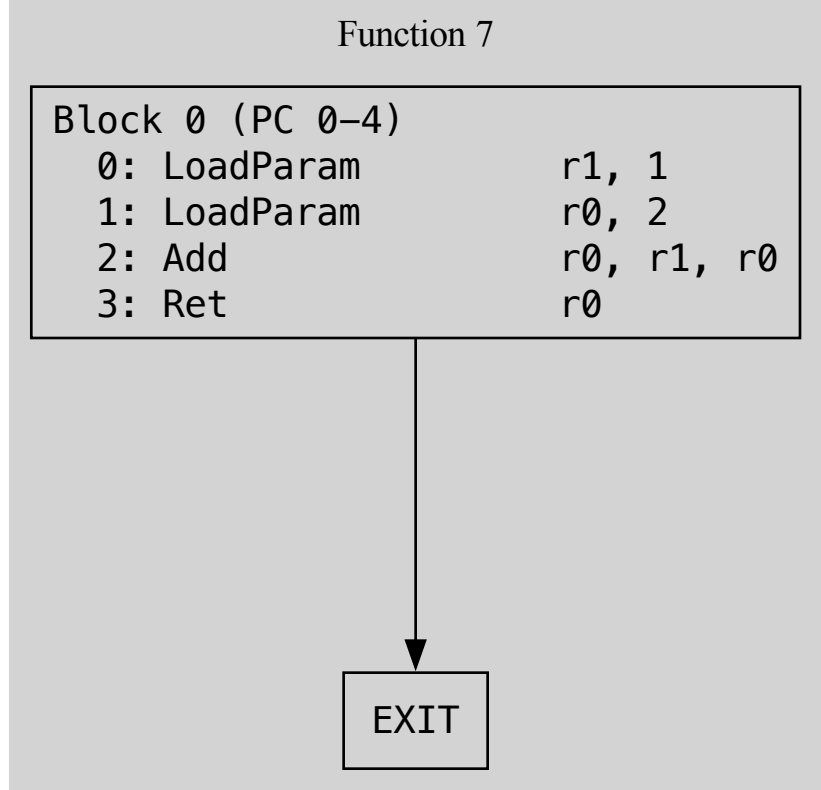 Function 7
Block 0 (PC 0–4)
0: LoadParam r1, 1
1: LoadParam r0, 2
2: Add r0, r1, r0
3: Ret r0
EXIT